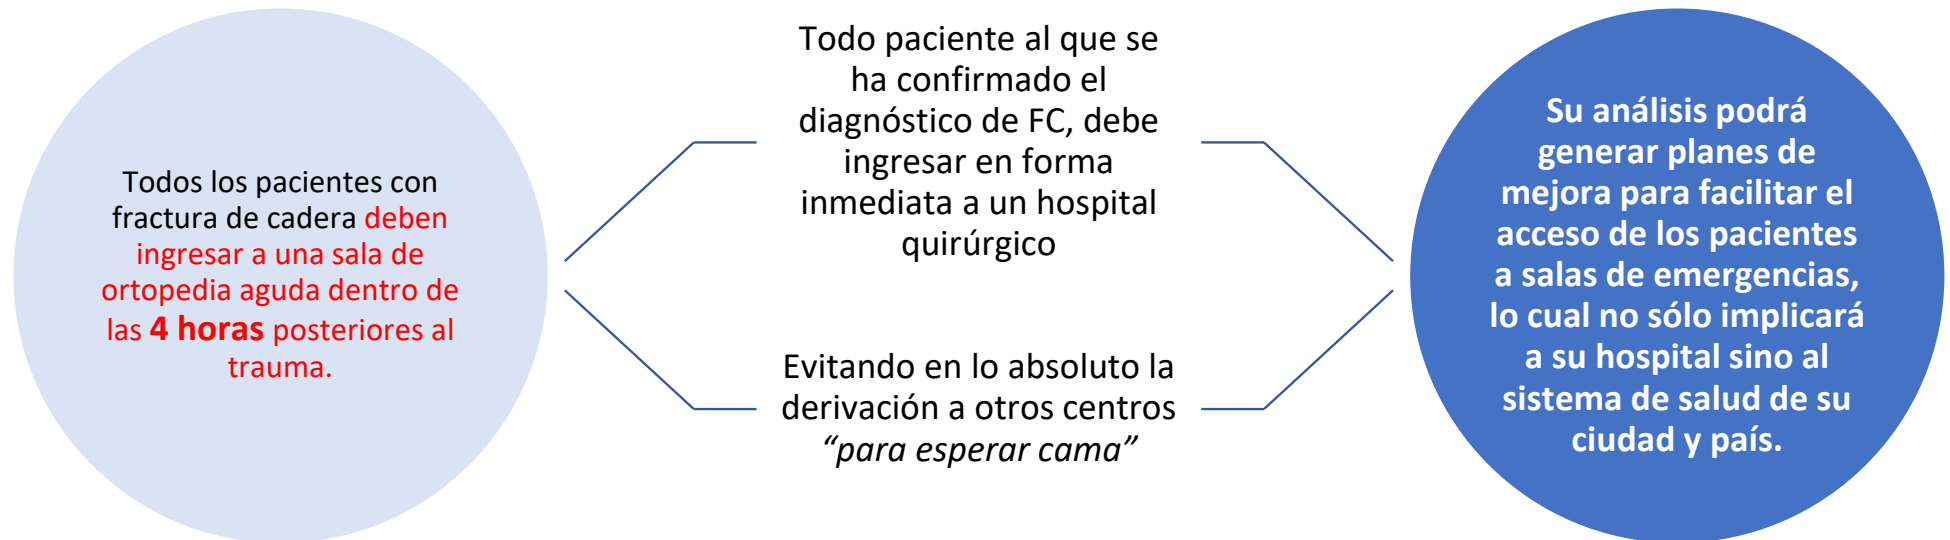 Todos los pacientes con
fractura de cadera deben
ingresar a una sala de
ortopedia aguda dentro de
las 4 horas posteriores al
trauma.
Todo paciente al que se
ha confirmado el
diagnóstico de FC, debe
ingresar en forma
inmediata a un hospital
quirúrgico
Evitando en lo absoluto la
derivación a otros centros
“para esperar cama”
Su análisis podrá
generar planes de
mejora para facilitar el
acceso de los pacientes
a salas de emergencias,
lo cual no sólo implicará
a su hospital sino al
sistema de salud de su
ciudad y país.